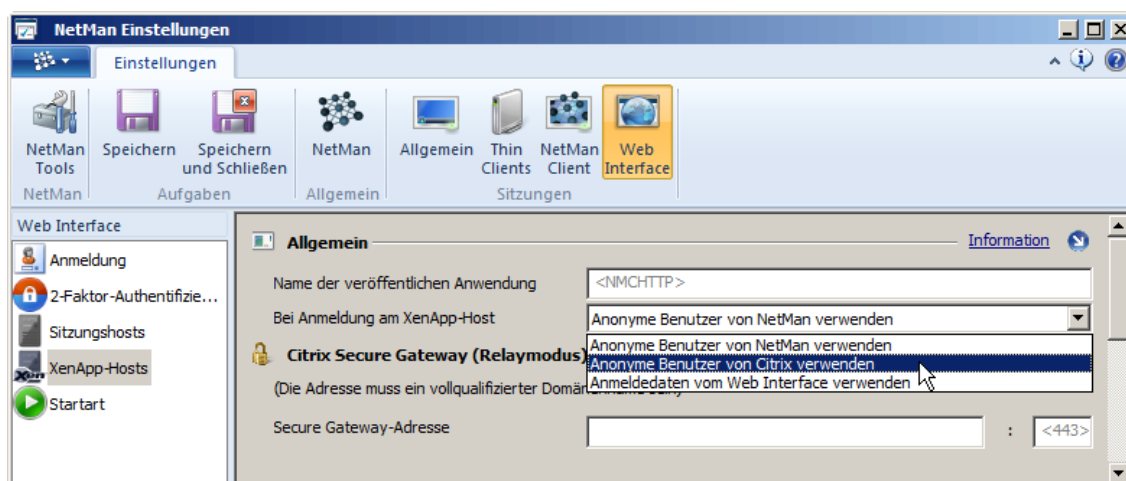 NetMan Einstellungen
Einstellungen
NetMan Tools
Speichern
Speichern und Schließen
NetMan
Allgemein
Thin Clients
NetMan Client
Web Interface
NetMan
Aufgaben
Allgemein
Sitzungen
Web Interface
Anmeldung
2-Faktor-Authentifizie...
Sitzungshosts
XenApp-Hosts
Startart
Allgemein
Information
Name der veröffentlichen Anwendung
<NMCHTTP>
Bei Anmeldung am XenApp-Host
Anonyme Benutzer von NetMan verwenden
Anonyme Benutzer von NetMan verwenden
Anonyme Benutzer von Citrix verwenden
Anmeldedaten vom Web Interface verwenden
Citrix Secure Gateway (Relaymodus)
(Die Adresse muss ein vollqualifizierter
Secure Gateway-Adresse
:
<443>